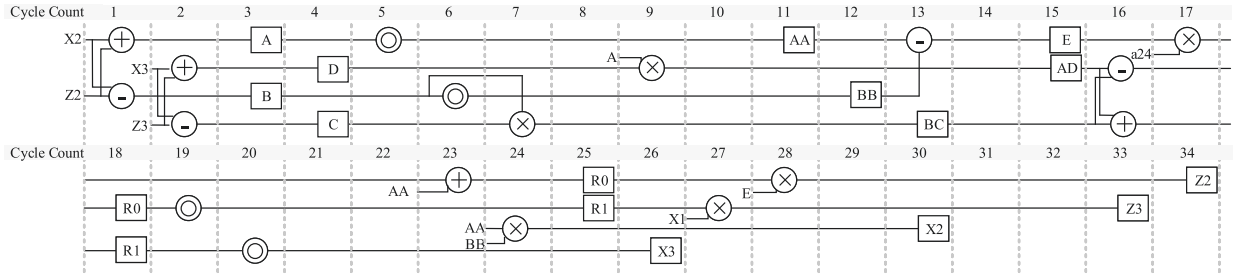 Cycle Count 1 2 3 4 5 6 7 8 9 10 11 12 13 14 15 16 17
X2 + A AA - E a24 ×
X3 + D A × AD -
Z2 - B BB
Z3 - C × BC +
Cycle Count 18 19 20 21 22 23 24 25 26 27 28 29 30 31 32 33 34
AA + R0 E × Z2
R0 R1 X1 × Z3
AA BB × X2
R1 X3